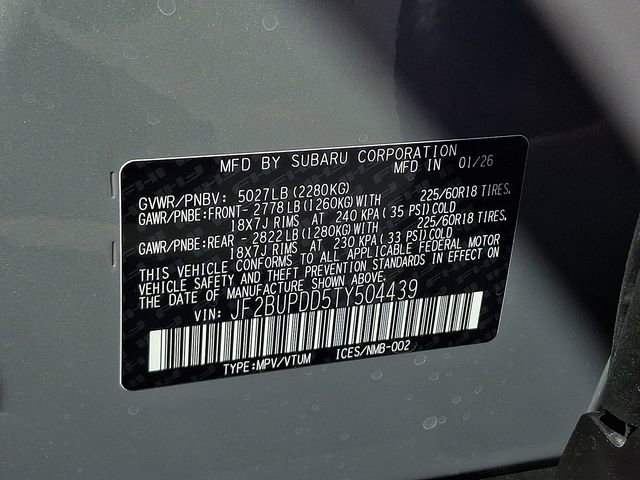 MFD BY SUBARU CORPORATION
MFD IN 01/26
GVWR/PNBV: 5027LB (2280KG)
GAWR/PNBE:FRONT- 2778 LB (1260KG) WITH 225/60R18 TIRES,
18X7J RIMS AT 240 KPA (35 PSI) COLD
GAWR/PNBE:REAR - 2822 LB (1280KG) WITH 225/60R18 TIRES,
18X7J RIMS AT 230 KPA (33 PSI) COLD
THIS VEHICLE CONFORMS TO ALL APPLICABLE FEDERAL MOTOR
VEHICLE SAFETY AND THEFT PREVENTION STANDARDS IN EFFECT ON
THE DATE OF MANUFACTURE SHOWN ABOVE.
VIN: JF2BUPDD5TY504439
TYPE:MPV/VTUM ICES/NMB-002